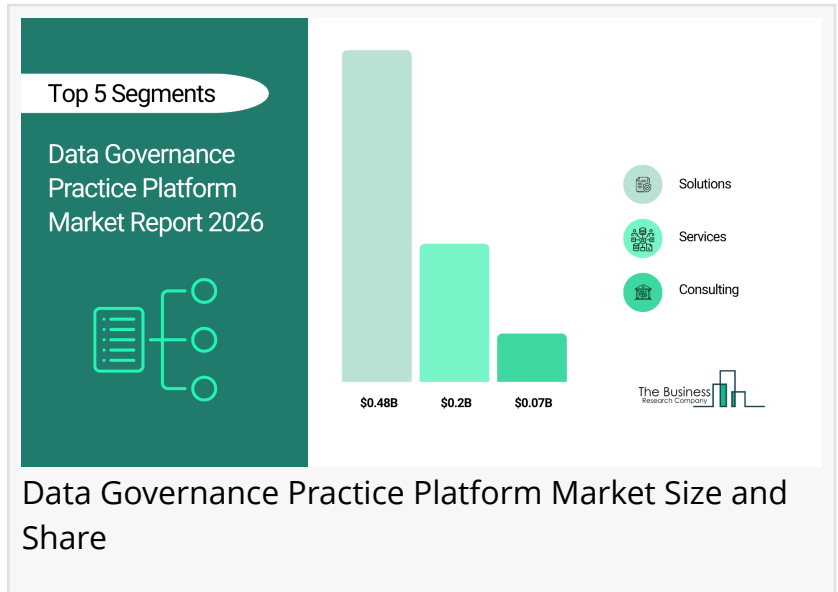 Top 5 Segments
Data Governance
Practice Platform
Market Report 2026
$0.48B
$0.2B
$0.07B
Solutions
Services
Consulting
The Business
Research Company
Data Governance Practice Platform Market Size and
Share